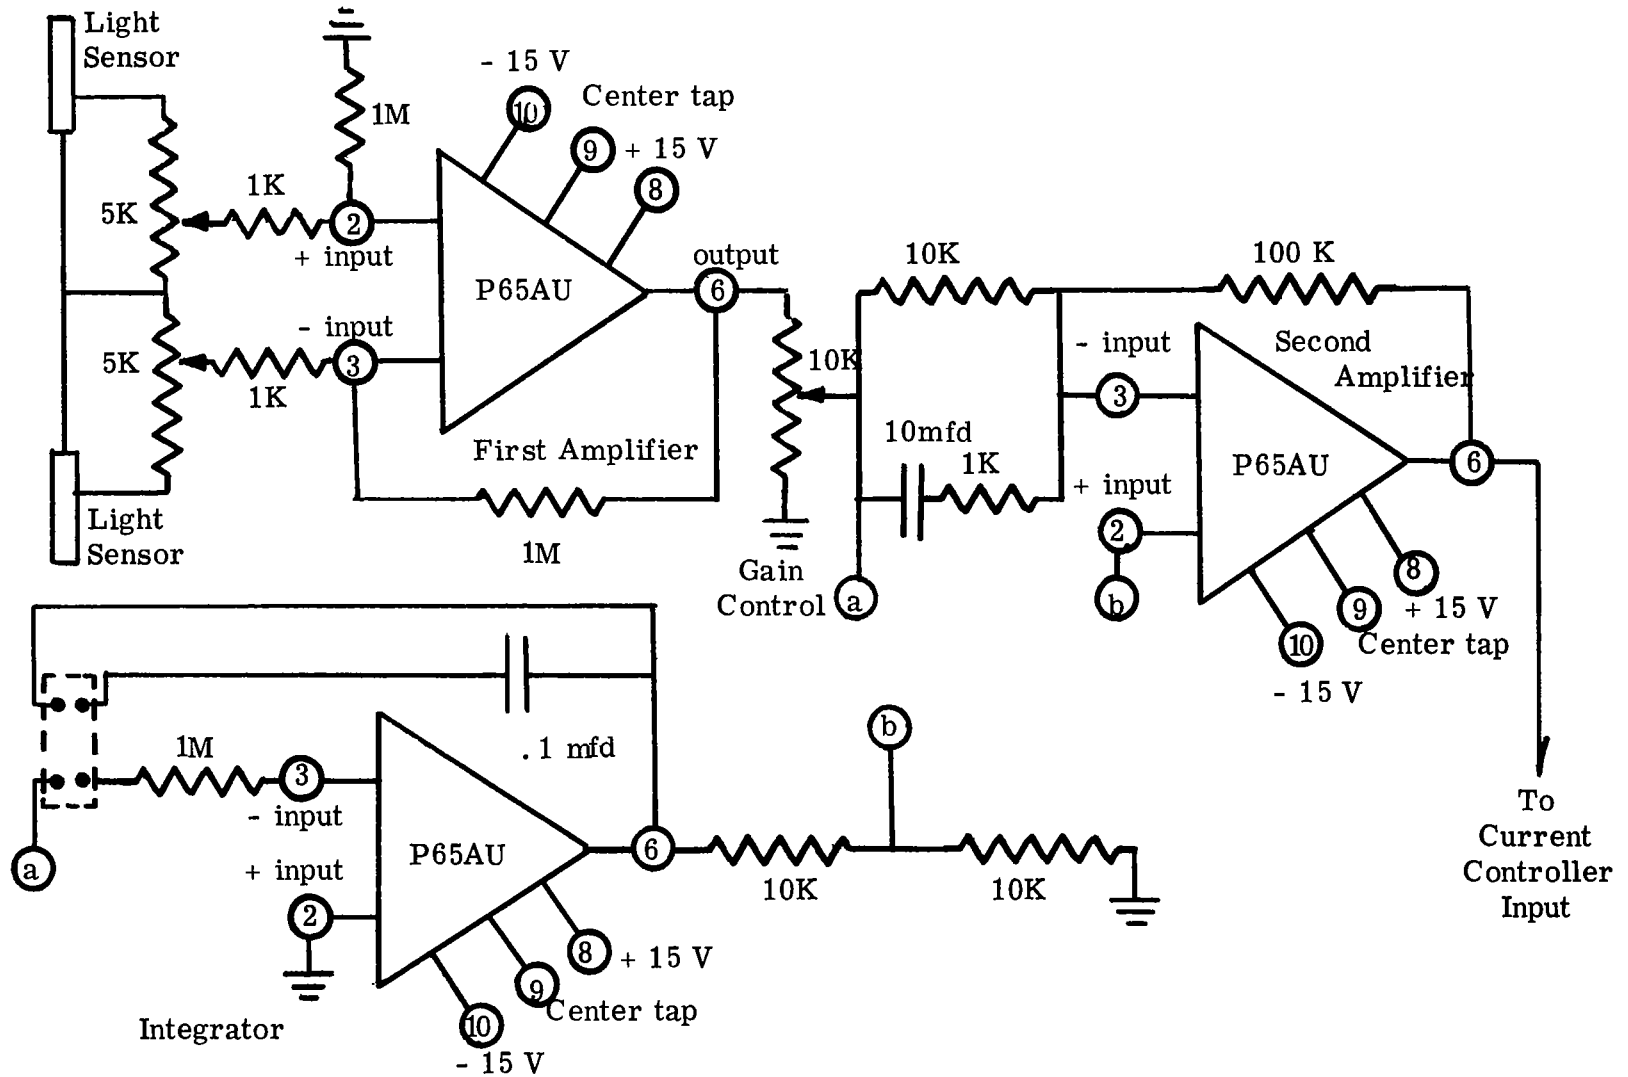 Light
Sensor
1M
- 15 V
10
Center tap
9
+ 15 V
8
1K
5K
2
+ input
P65AU
output
6
- input
3
5K
1K
First Amplifier
1M
Light
Sensor
10K
Gain
Control
a
10K
100 K
10mfd
1K
- input
3
Second
Amplifier
+ input
2
b
P65AU
6
8
+ 15 V
9
Center tap
10
- 15 V
To
Current
Controller
Input
.1 mfd
1M
3
- input
a
P65AU
+ input
2
6
8
+ 15 V
9
Center tap
10
- 15 V
Integrator
b
10K
10K